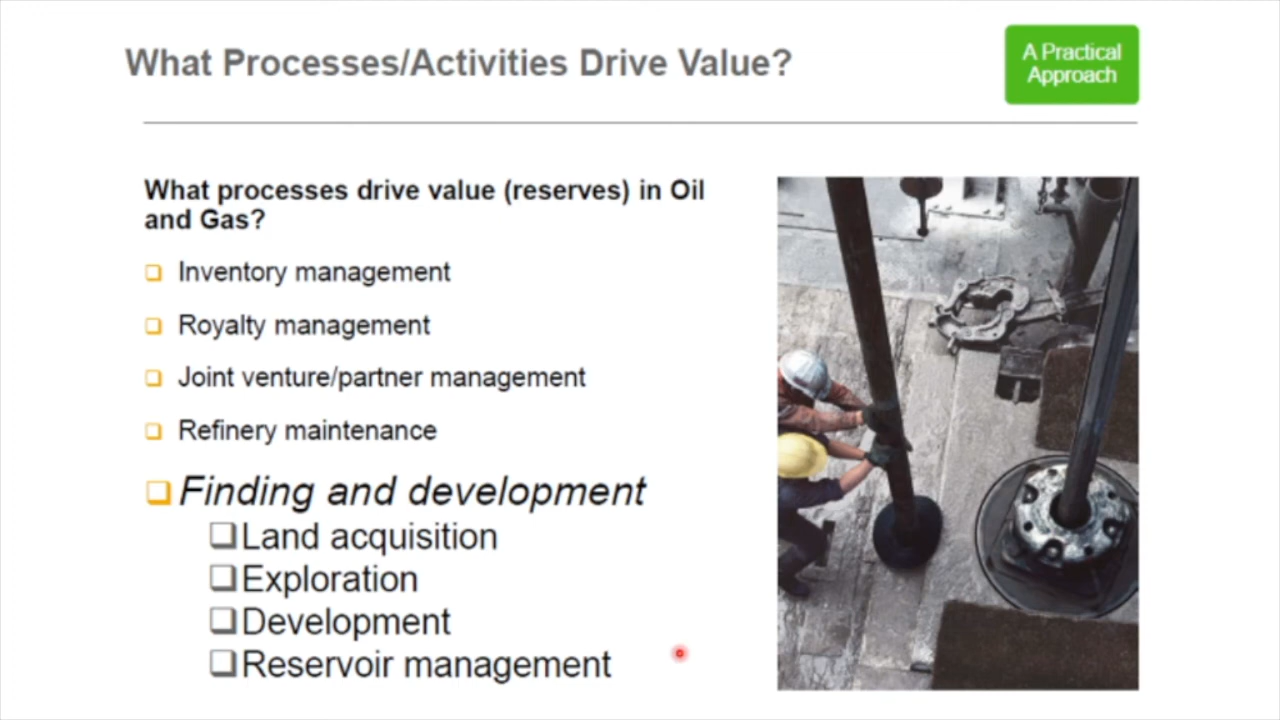 What Processes/Activities Drive Value?
A Practical
Approach
What processes drive value (reserves) in Oil
and Gas?
Inventory management
Royalty management
Joint venture/partner management
Refinery maintenance
Finding and development
Land acquisition
Exploration
Development
Reservoir management